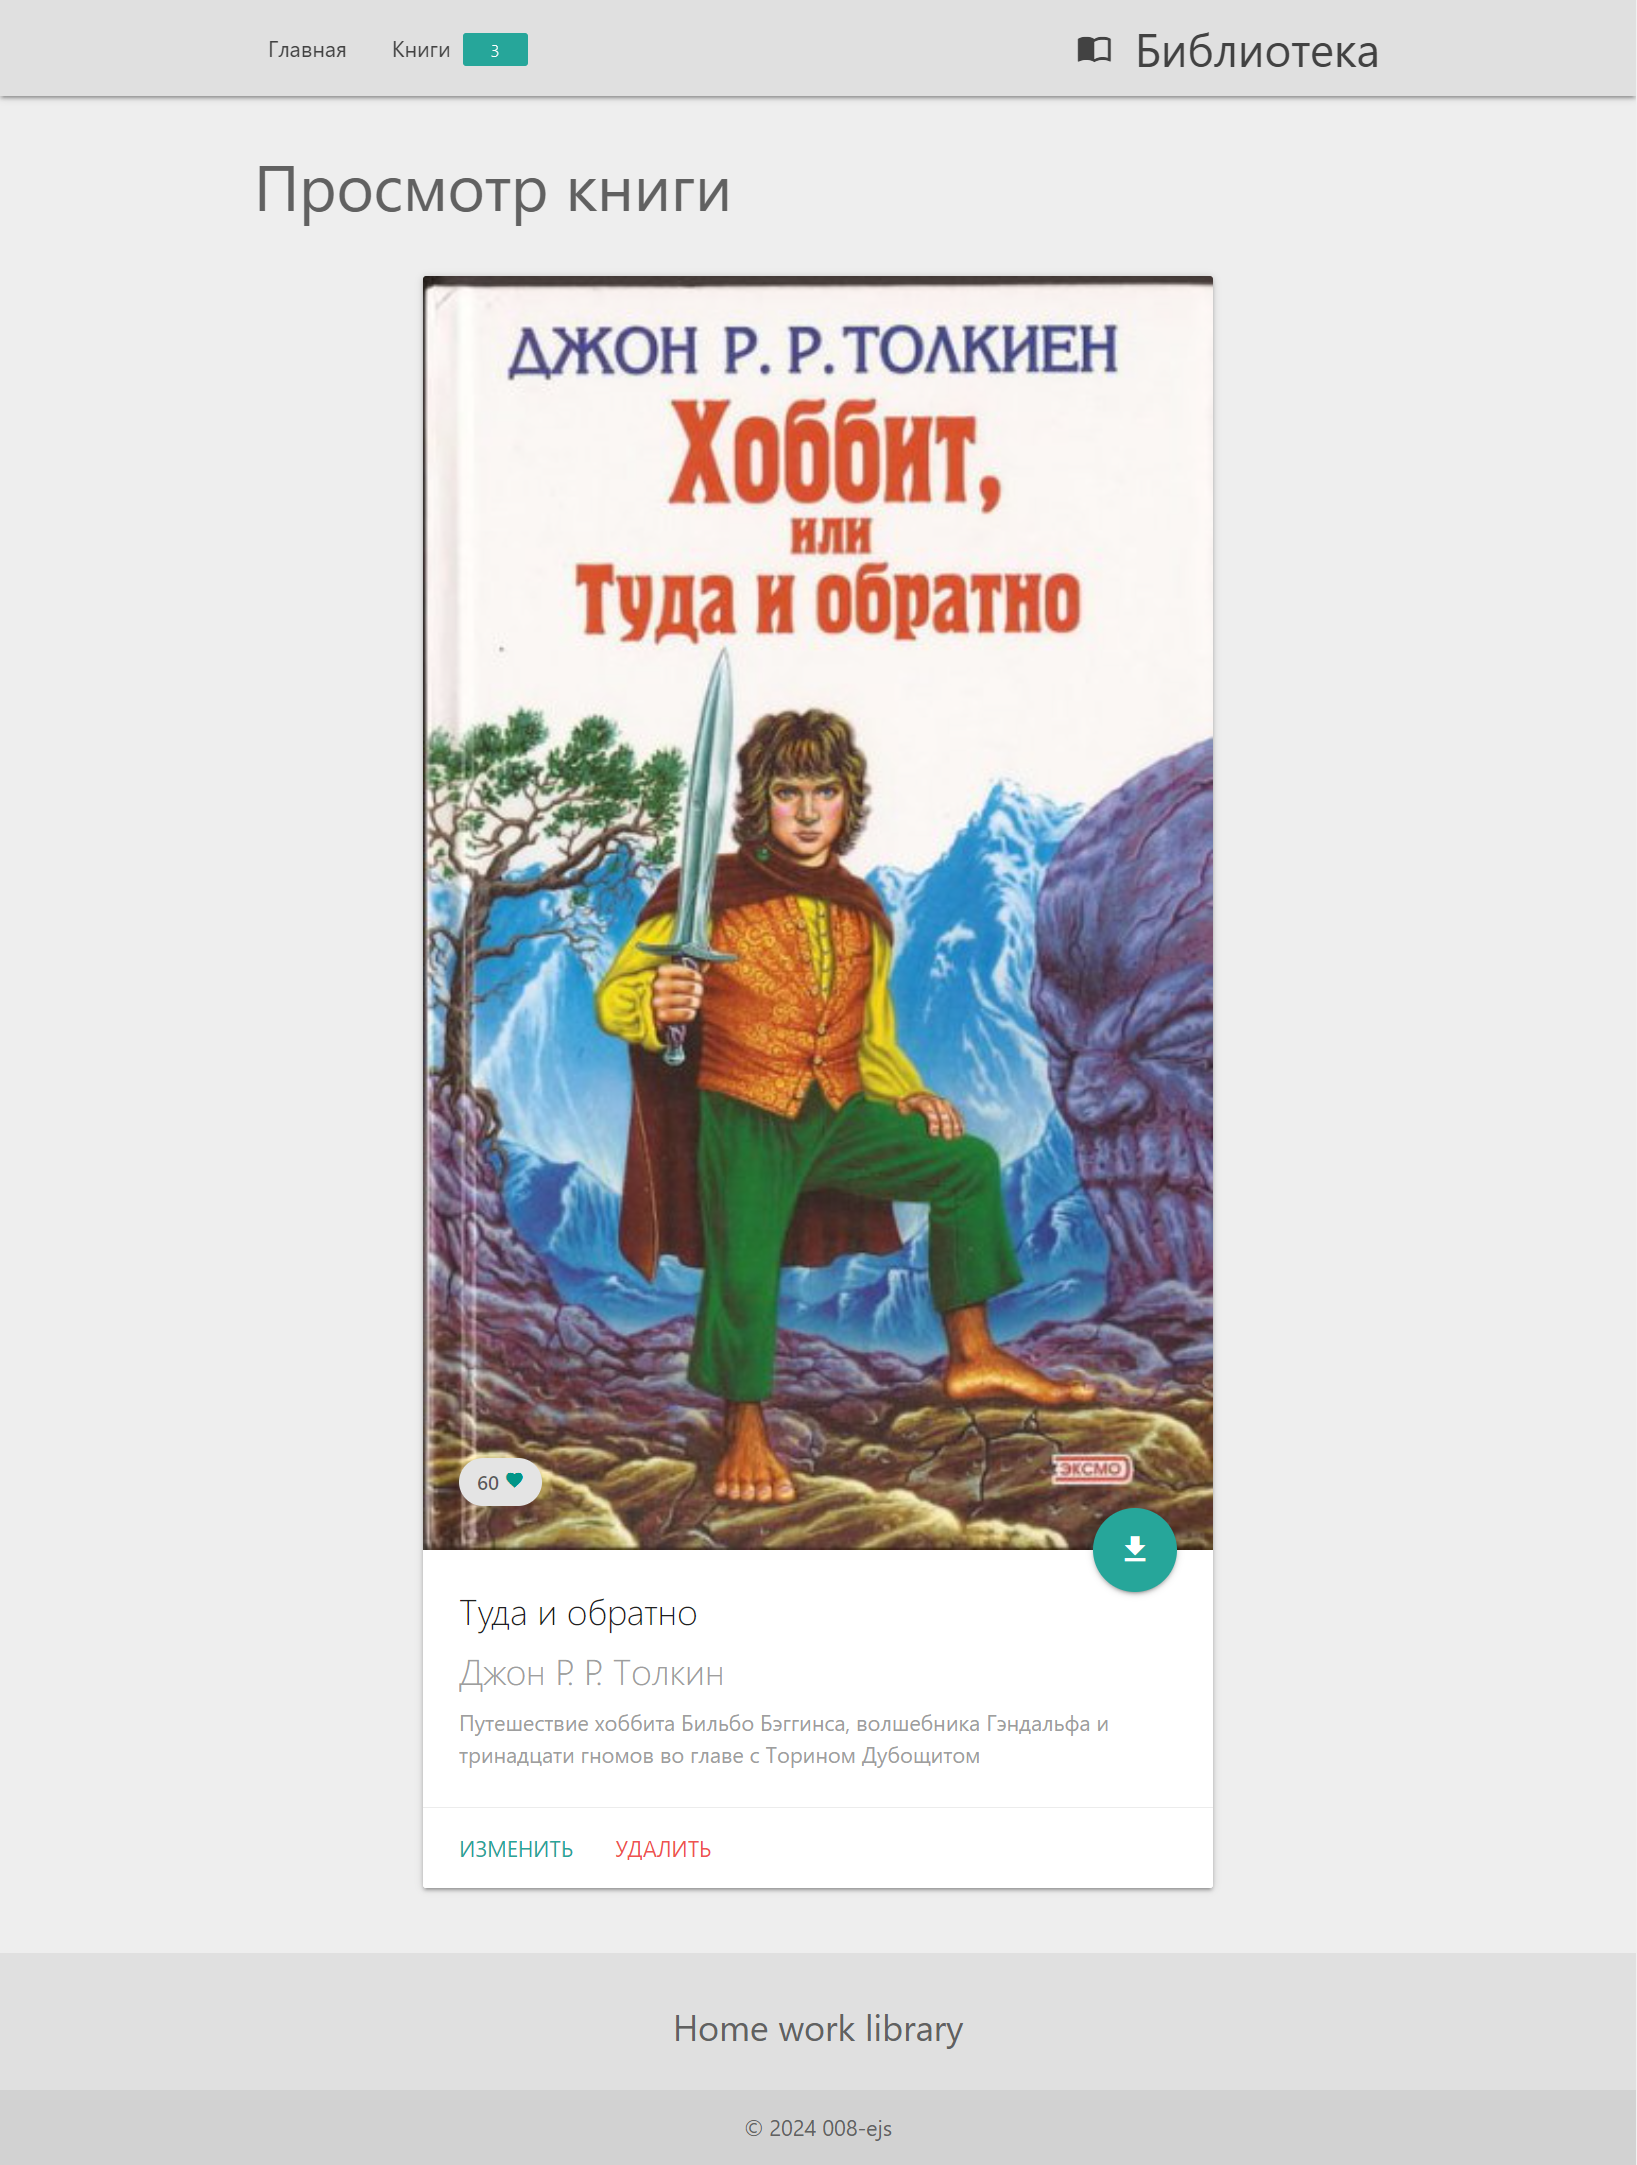 Главная Книги 3 Библиотека
Просмотр книги
ДЖОН Р. Р. ТОЛКИЕН
Хоббит,
или
Туда и обратно
ЭКСМО
60
Туда и обратно
Джон Р. Р. Толкин
Путешествие хоббита Бильбо Бэггинса, волшебника Гэндальфа и
тринадцати гномов во главе с Торином Дубощитом
ИЗМЕНИТЬ УДАЛИТЬ
Home work library
© 2024 008-ejs